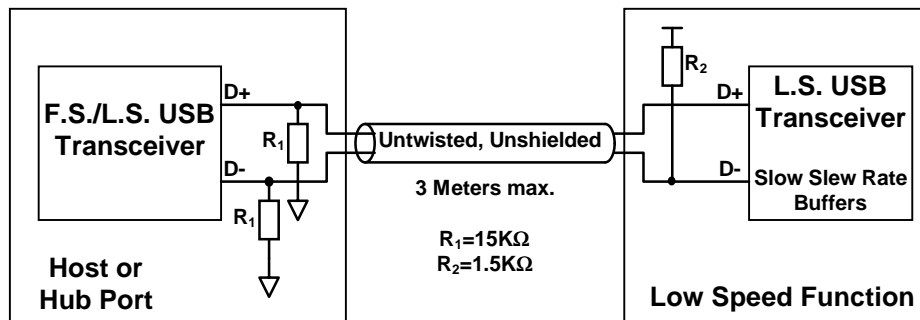 F.S./L.S. USB
Transceiver
D+
D-
R1
R1
Host or
Hub Port
Untwisted, Unshielded
3 Meters max.
R1=15KΩ
R2=1.5KΩ
R2
D+
D-
L.S. USB
Transceiver
Slow Slew Rate
Buffers
Low Speed Function